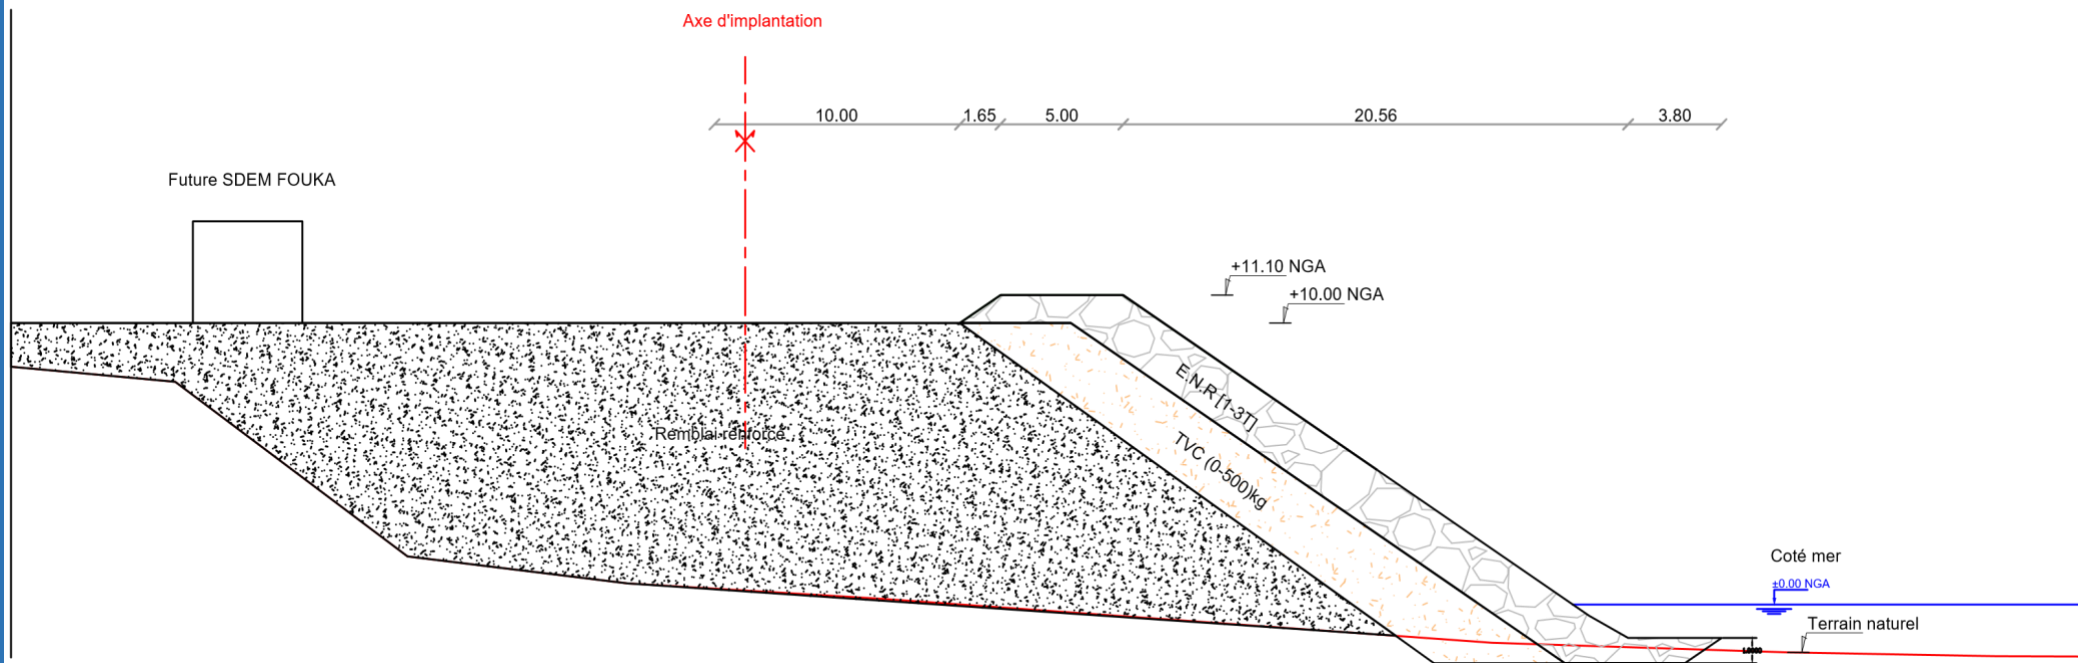 Axe d'implantation
10.00 1.65 5.00 20.56 3.80
Future SDEM FOUKA
+11.10 NGA
+10.00 NGA
E.N.R [1-3T]
Remblai renforcé
TVC (0-500)kg
Coté mer
±0.00 NGA
Terrain naturel